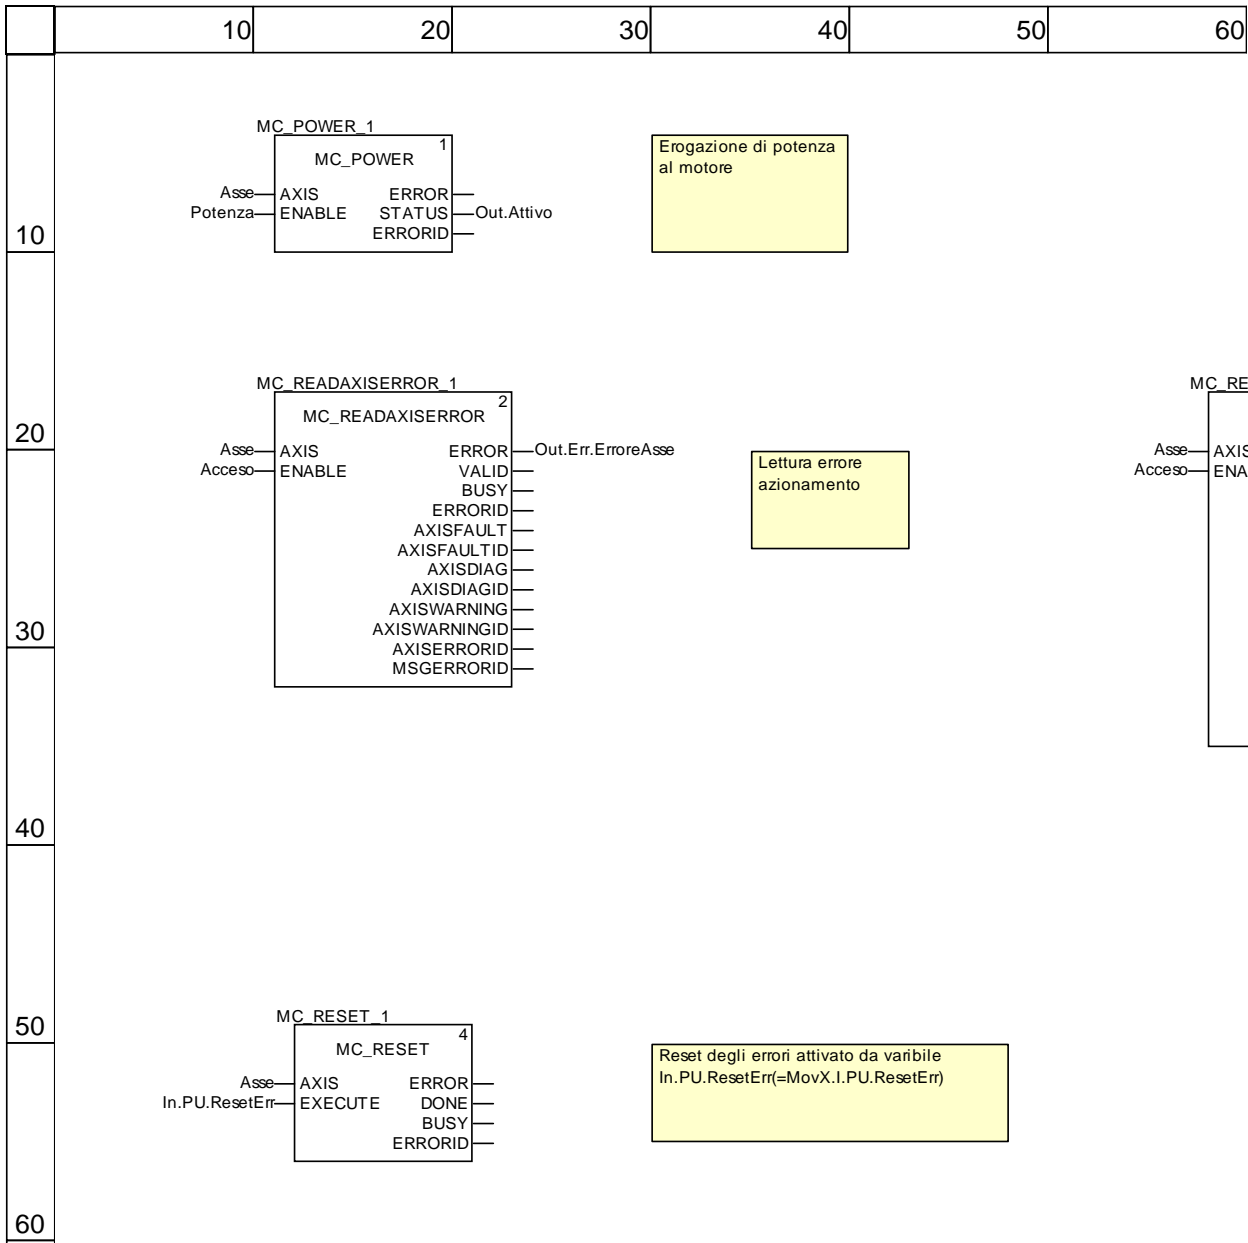 10 20 30 40 50 60
MC_POWER_1
1
MC_POWER
Asse AXIS ERROR
Potenza ENABLE STATUS Out.Attivo
ERRORID
Erogazione di potenza
al motore
10
MC_READAXISERROR_1
2
MC_READAXISERROR
Asse AXIS ERROR Out.Err.ErroreAsse
Acceso ENABLE VALID
BUSY
ERRORID
AXISFAULT
AXISFAULTID
AXISDIAG
AXISDIAGID
AXISWARNING
AXISWARNINGID
AXISERRORID
MSGERRORID
Lettura errore
azionamento
MC_RE
Asse AXIS
Acceso ENA
20
30
40
50
MC_RESET_1
4
MC_RESET
Asse AXIS ERROR
In.PU.ResetErr EXECUTE DONE
BUSY
ERRORID
Reset degli errori attivato da varibile
In.PU.ResetErr(=MovX.I.PU.ResetErr)
60